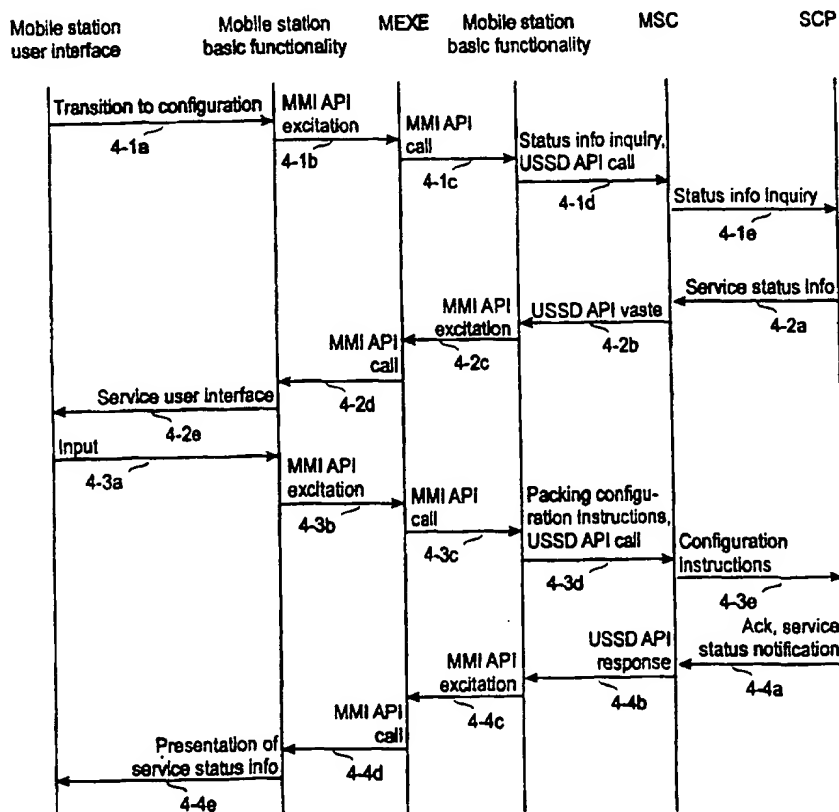 Mobile station
user interface
Mobile station
basic functionality
MEXE
Mobile station
basic functionality
MSC
SCP
Transition to configuration
4-1a
MMI API
excitation
4-1b
MMI API
call
4-1c
Status info inquiry,
USSD API call
4-1d
Status info Inquiry
4-1e
Service status Info
4-2a
USSD API vaste
4-2b
MMI API
excitation
4-2c
MMI API
call
4-2d
Service user interface
4-2e
Input
4-3a
MMI API
excitation
4-3b
MMI API
call
4-3c
Packing configu-
ration instructions,
USSD API call
4-3d
Configuration
Instructions
4-3e
Ack, service
status notification
4-4a
USSD API
response
4-4b
MMI API
excitation
4-4c
MMI API
call
4-4d
Presentation of
service status info
4-4e